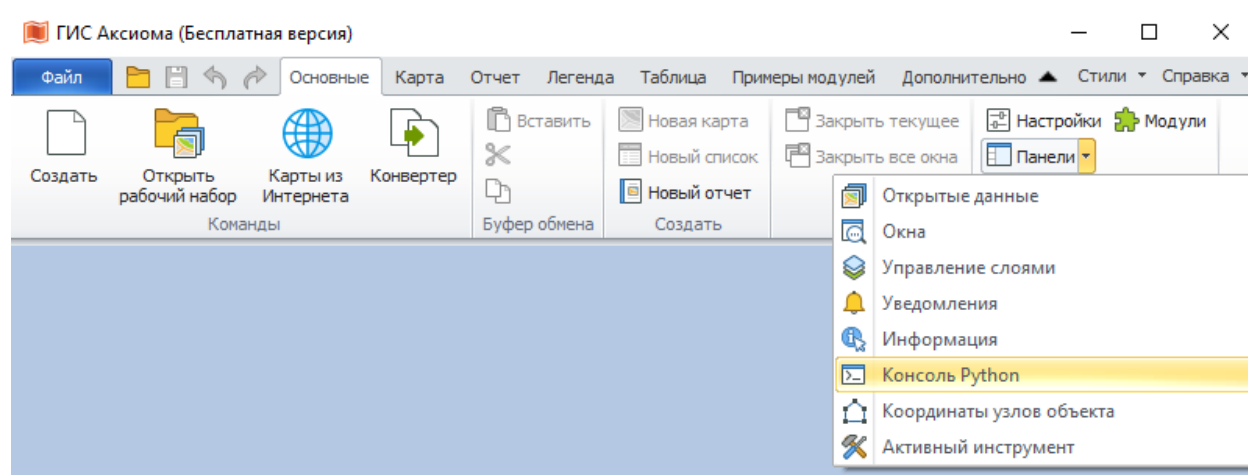 ГИС Аксиома (Бесплатная версия)
Файл Основные Карта Отчет Легенда Таблица Примеры модулей Дополнительно Стили Справка
Создать
Открыть рабочий набор
Карты из Интернета
Конвертер
Команды
Вставить
Буфер обмена
Новая карта
Новый список
Новый отчет
Создать
Закрыть текущее
Закрыть все окна
Настройки Модули
Панели
Открытые данные
Окна
Управление слоями
Уведомления
Информация
Консоль Python
Координаты узлов объекта
Активный инструмент